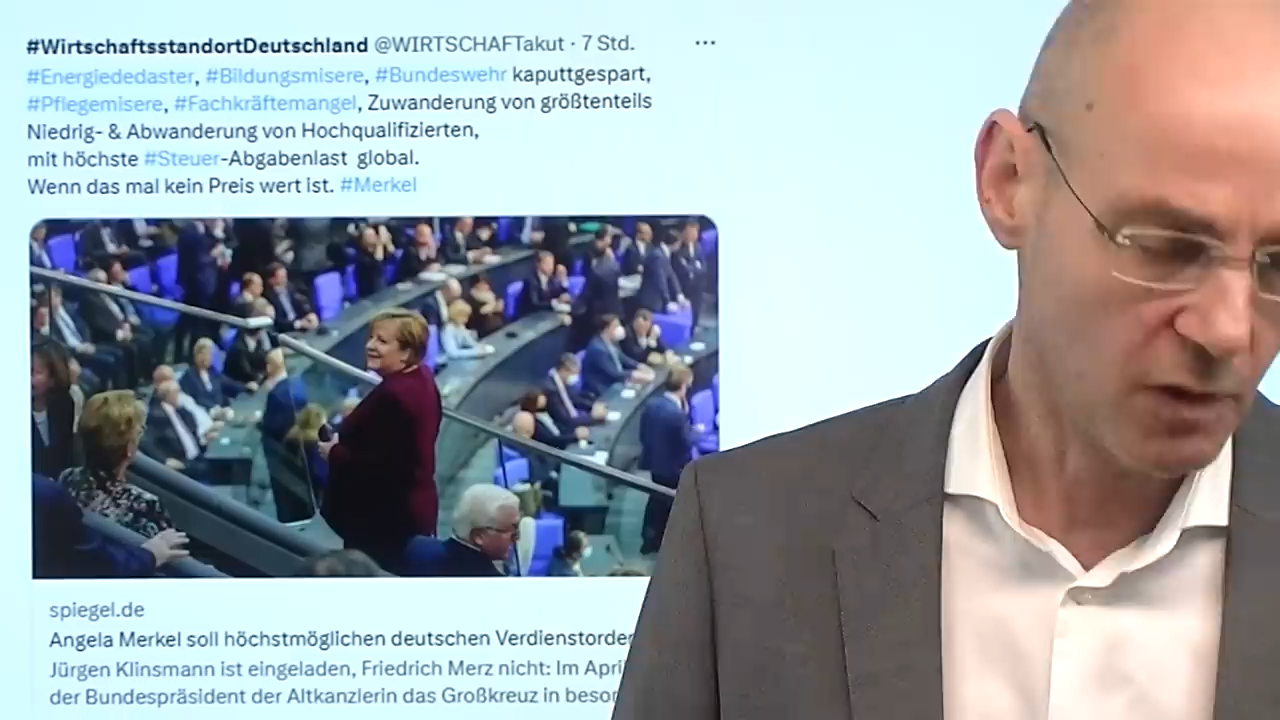 #WirtschaftsstandortDeutschland @WIRTSCHAFTakut · 7 Std.
#Energiededaster, #Bildungsmisere, #Bundeswehr kaputtgespart,
#Pflegemisere, #Fachkräftemangel, Zuwanderung von größtenteils
Niedrig- & Abwanderung von Hochqualifizierten,
mit höchste #Steuer-Abgabenlast global.
Wenn das mal kein Preis wert ist. #Merkel
spiegel.de
Angela Merkel soll höchstmöglichen deutschen Verdienstorden
Jürgen Klinsmann ist eingeladen, Friedrich Merz nicht: Im April
der Bundespräsident der Altkanzlerin das Großkreuz in beson